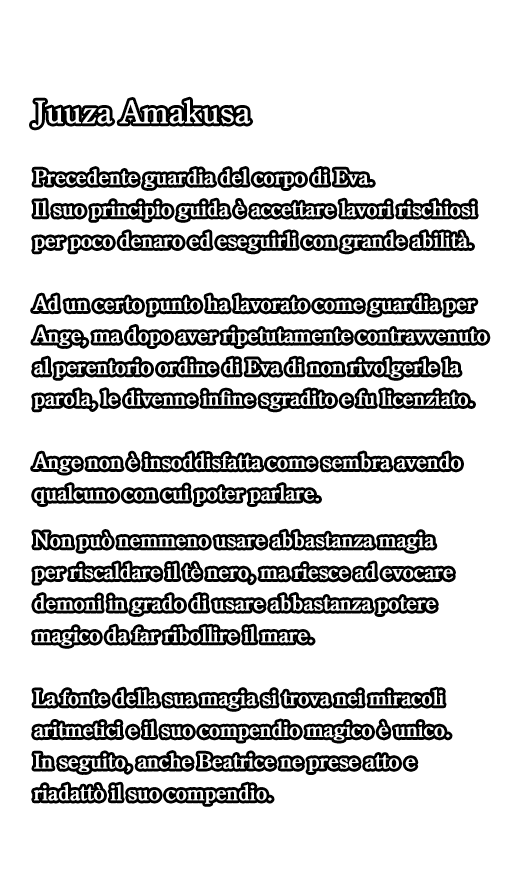 Juuza Amakusa
Precedente guardia del corpo di Eva.
Il suo principio guida è accettare lavori rischiosi
per poco denaro ed eseguirli con grande abilità.
Ad un certo punto ha lavorato come guardia per
Ange, ma dopo aver ripetutamente contravvenuto
al perentorio ordine di Eva di non rivolgerle la
parola, le divenne infine sgradito e fu licenziato.
Ange non è insoddisfatta come sembra avendo
qualcuno con cui poter parlare.
Non può nemmeno usare abbastanza magia
per riscaldare il tè nero, ma riesce ad evocare
demoni in grado di usare abbastanza potere
magico da far ribollire il mare.
La fonte della sua magia si trova nei miracoli
aritmetici e il suo compendio magico è unico.
In seguito, anche Beatrice ne prese atto e
riadattò il suo compendio.